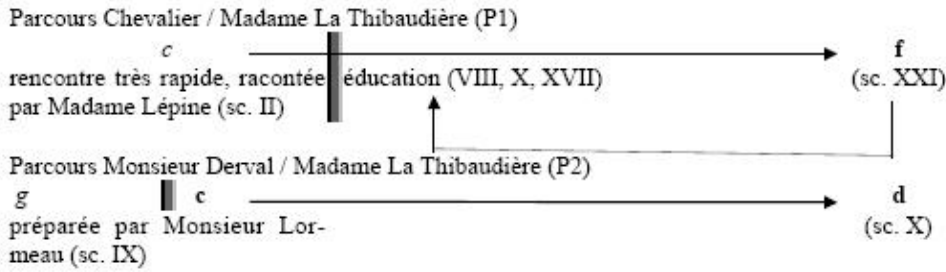 Parcours Chevalier / Madame La Thibaudière (P1)
c f
rencontre très rapide, racontée éducation (VIII, X, XVII) (sc. XXI)
par Madame Lépine (sc. II)
Parcours Monsieur Derval / Madame La Thibaudière (P2)
g c d
préparée par Monsieur Lor- (sc. X)
meau (sc. IX)